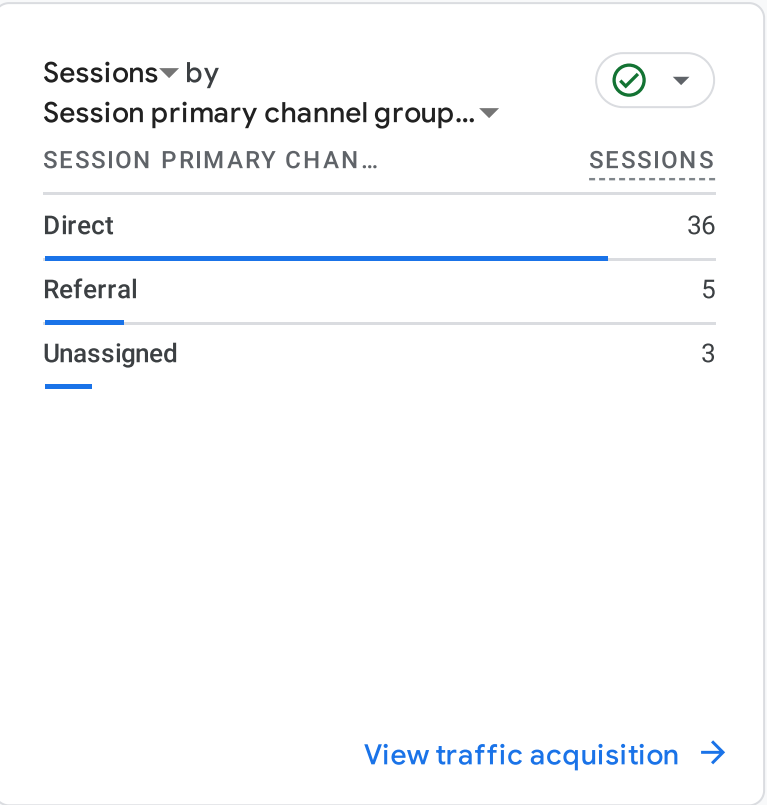 Sessions by
Session primary channel group...
SESSION PRIMARY CHAN... SESSIONS
Direct 36
Referral 5
Unassigned 3
View traffic acquisition